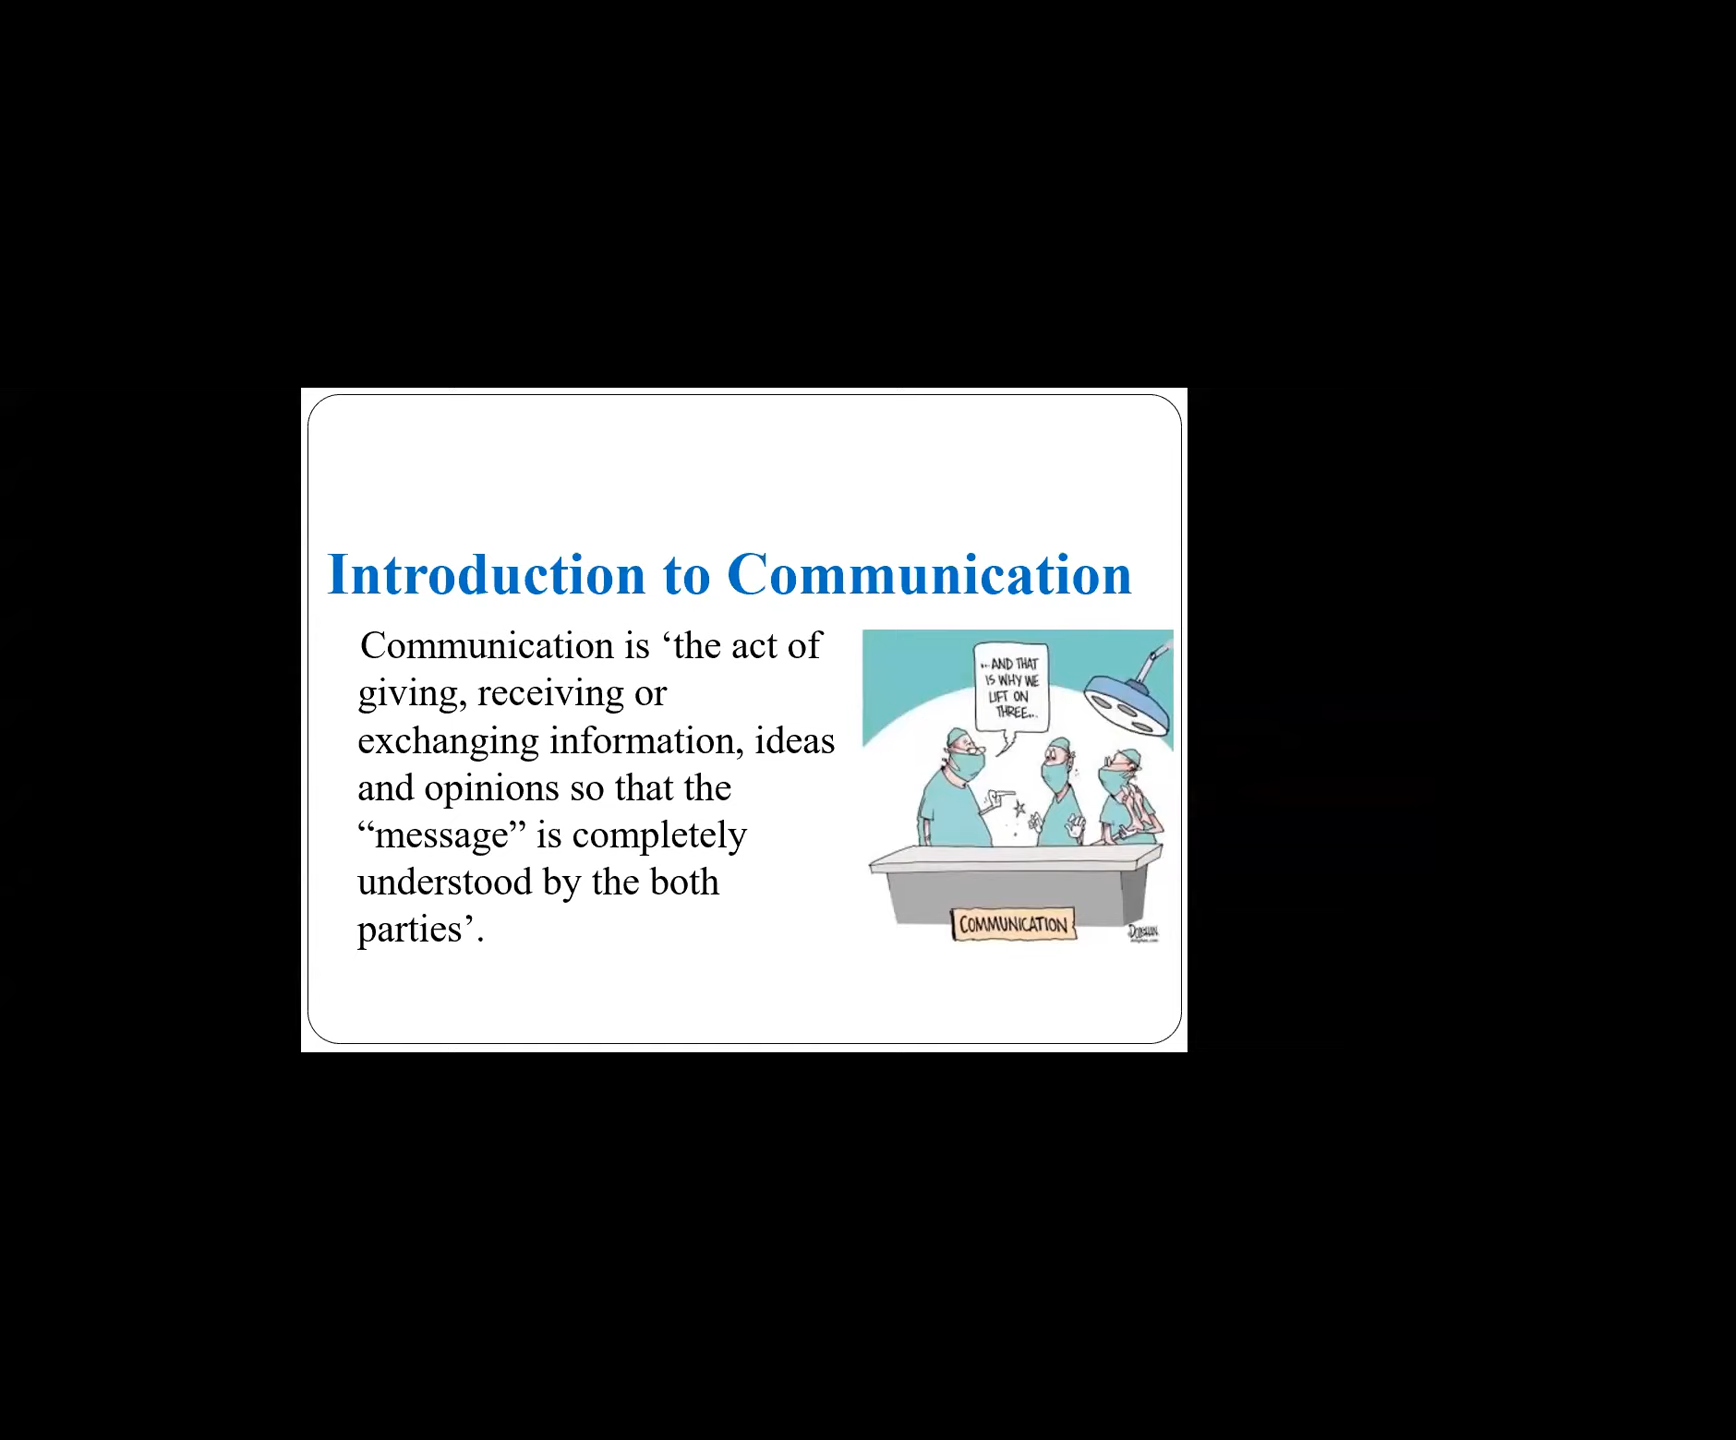 Introduction to Communication
Communication is ‘the act of
giving, receiving or
exchanging information, ideas
and opinions so that the
“message” is completely
understood by the both
parties’.
... AND THAT
IS WHY WE
LIFT ON
THREE...
COMMUNICATION